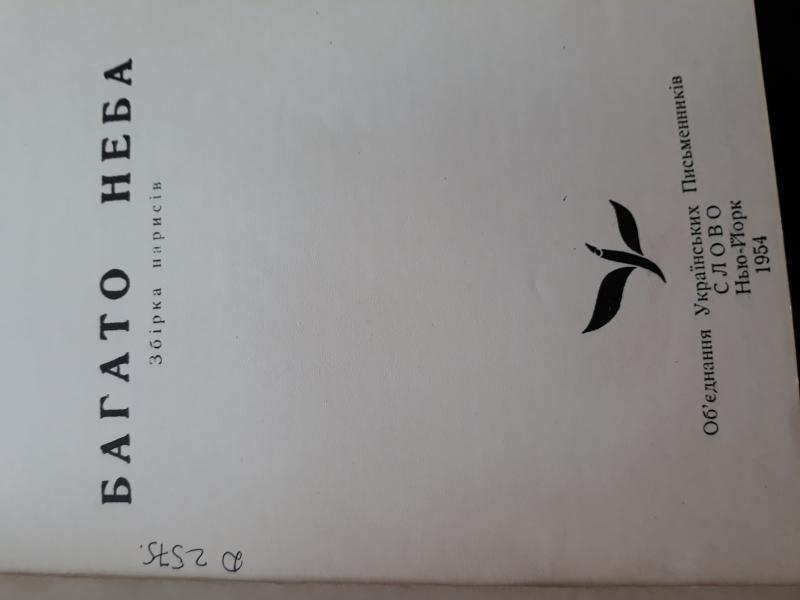 БАГАТО НЕБА
Збірка нарисів
Об'єднання Українських Письменників
СЛОВО
Нью-Йорк
1954
2575.